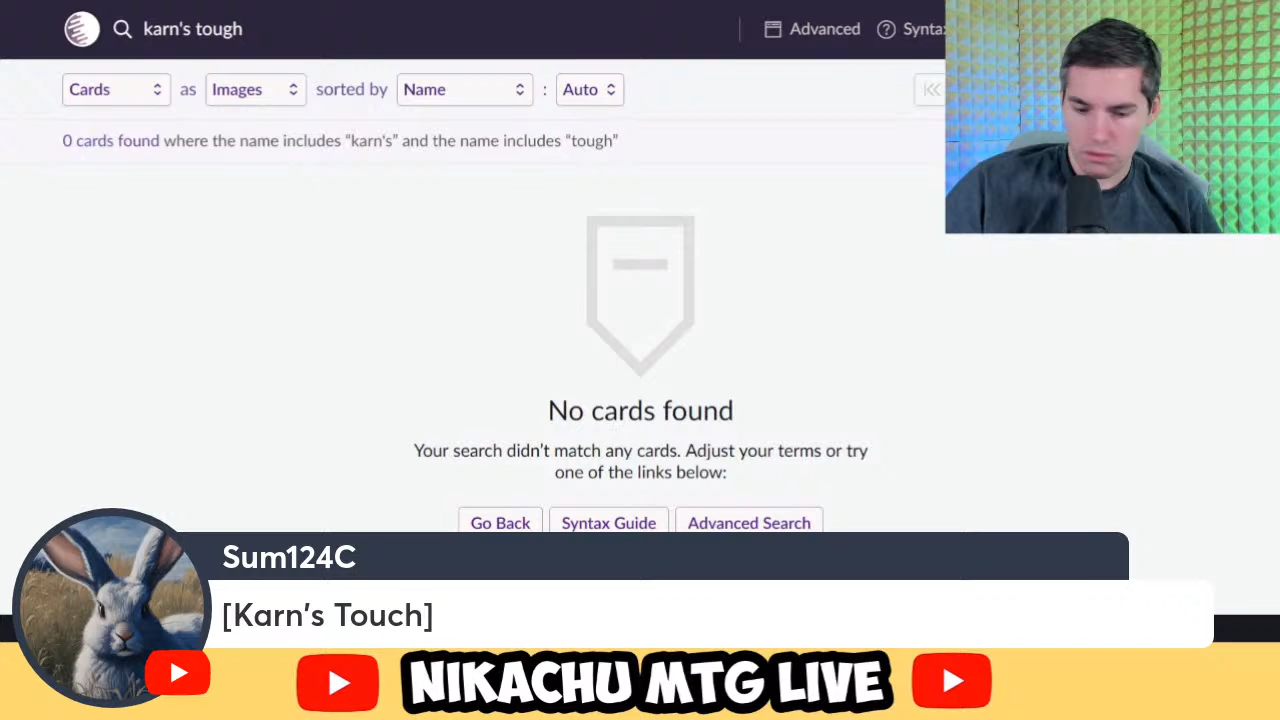 karn's tough
Advanced
Synta
Cards as Images sorted by Name : Auto
0 cards found where the name includes “karn's” and the name includes “tough”
No cards found
Your search didn’t match any cards. Adjust your terms or try
one of the links below:
Go Back
Syntax Guide
Advanced Search
Sum124C
[Karn's Touch]
NIKACHU MTG LIVE